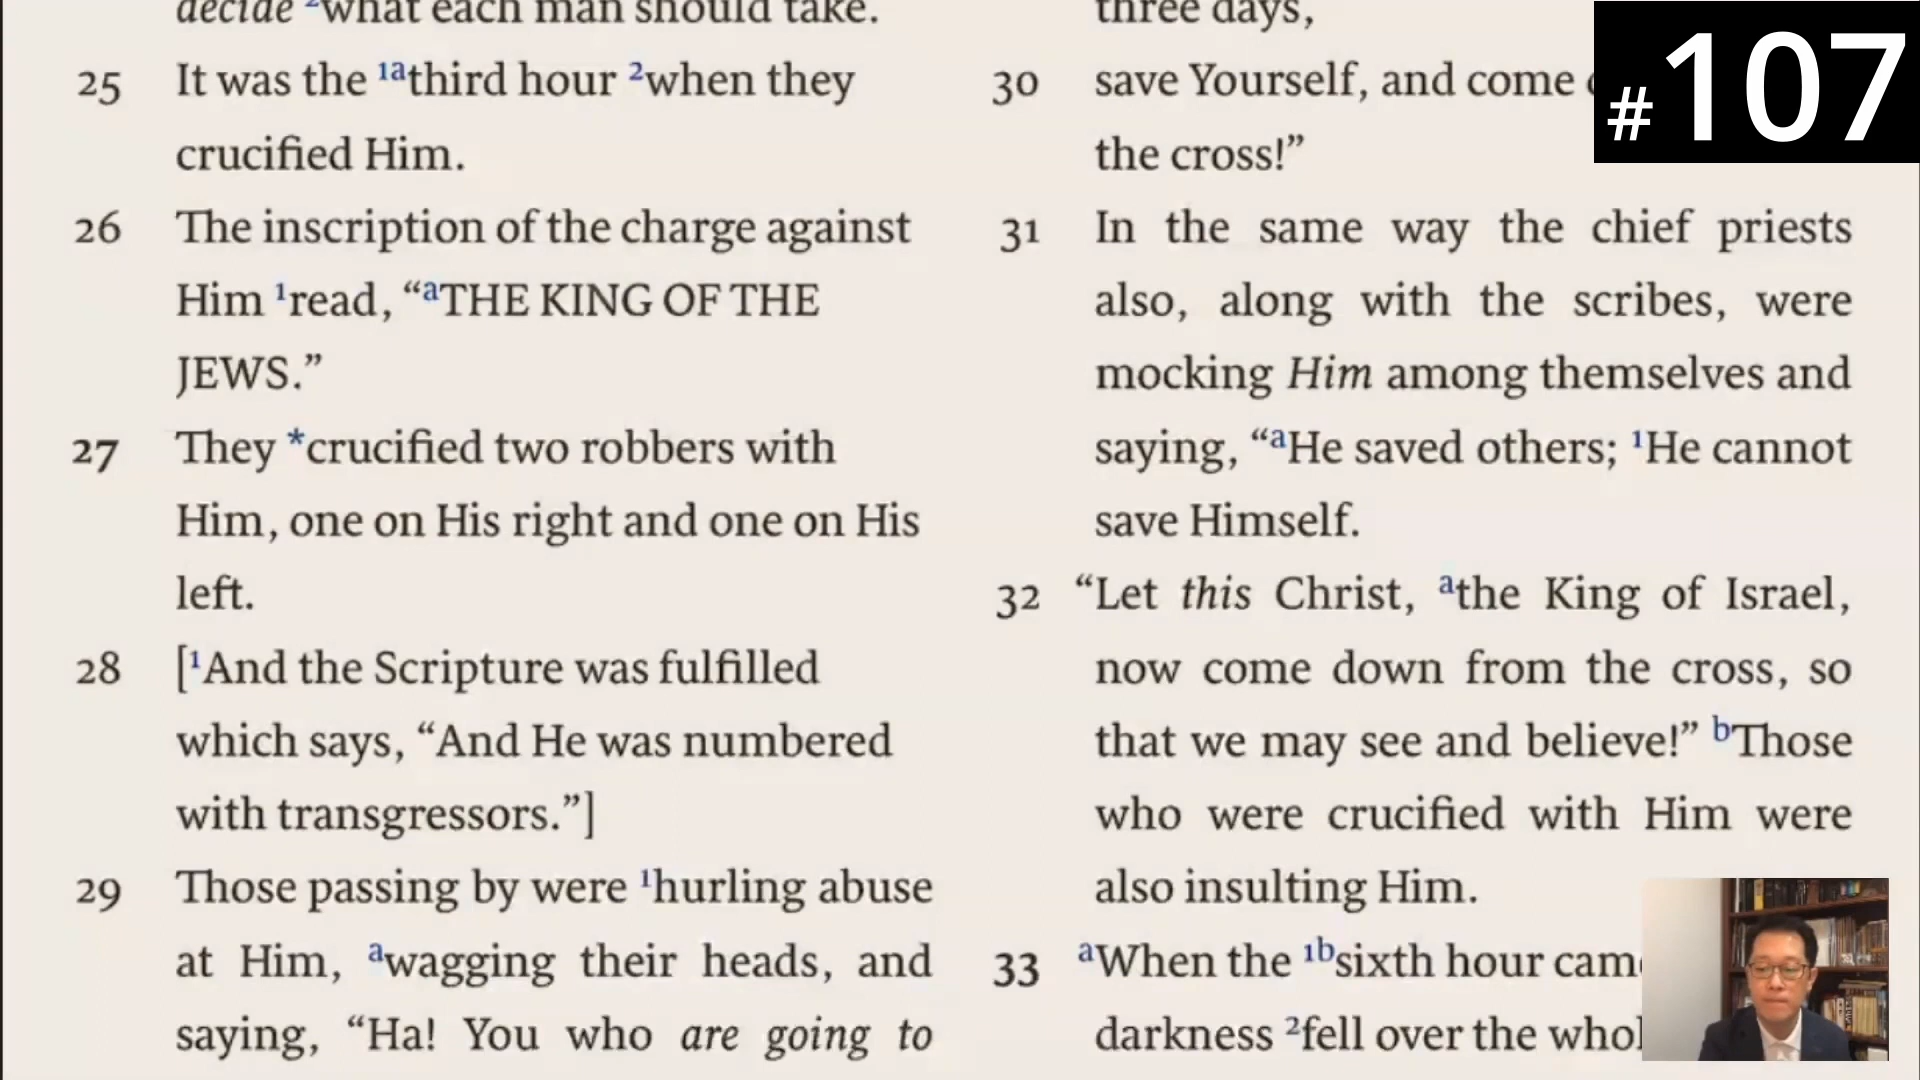 decide ²what each man should take.
25 It was the ¹ᵃthird hour ²when they
crucified Him.
26 The inscription of the charge against
Him ¹read, “ᵃTHE KING OF THE
JEWS.”
27 They *crucified two robbers with
Him, one on His right and one on His
left.
28 [¹And the Scripture was fulfilled
which says, “And He was numbered
with transgressors.”]
29 Those passing by were ¹hurling abuse
at Him, ᵃwagging their heads, and
saying, “Ha! You who are going to
three days,
30 save Yourself, and come
the cross!”
31 In the same way the chief priests
also, along with the scribes, were
mocking Him among themselves and
saying, “ᵃHe saved others; ¹He cannot
save Himself.
32 “Let this Christ, ᵃthe King of Israel,
now come down from the cross, so
that we may see and believe!” ᵇThose
who were crucified with Him were
also insulting Him.
33 ᵃWhen the ¹ᵇsixth hour
darkness ²fell over the
#107